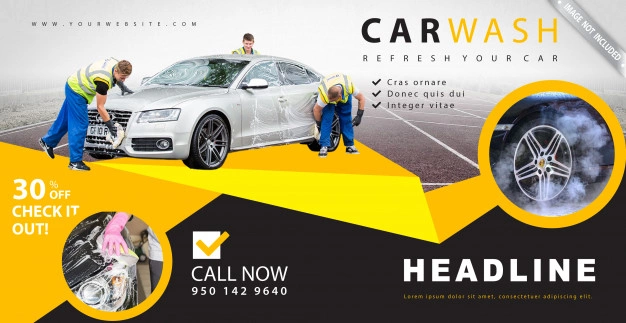 WWW.YOURWEBSITE.COM
CARWASH
REFRESH YOUR CAR
Cras ornare
Donec quis dui
Integer vitae
IMAGE NOT INCLUDED
30% OFF
CHECK IT
OUT!
CALL NOW
950 142 9640
HEADLINE
Lorem ipsum dolor sit amet, consectetuer adipiscing elit.